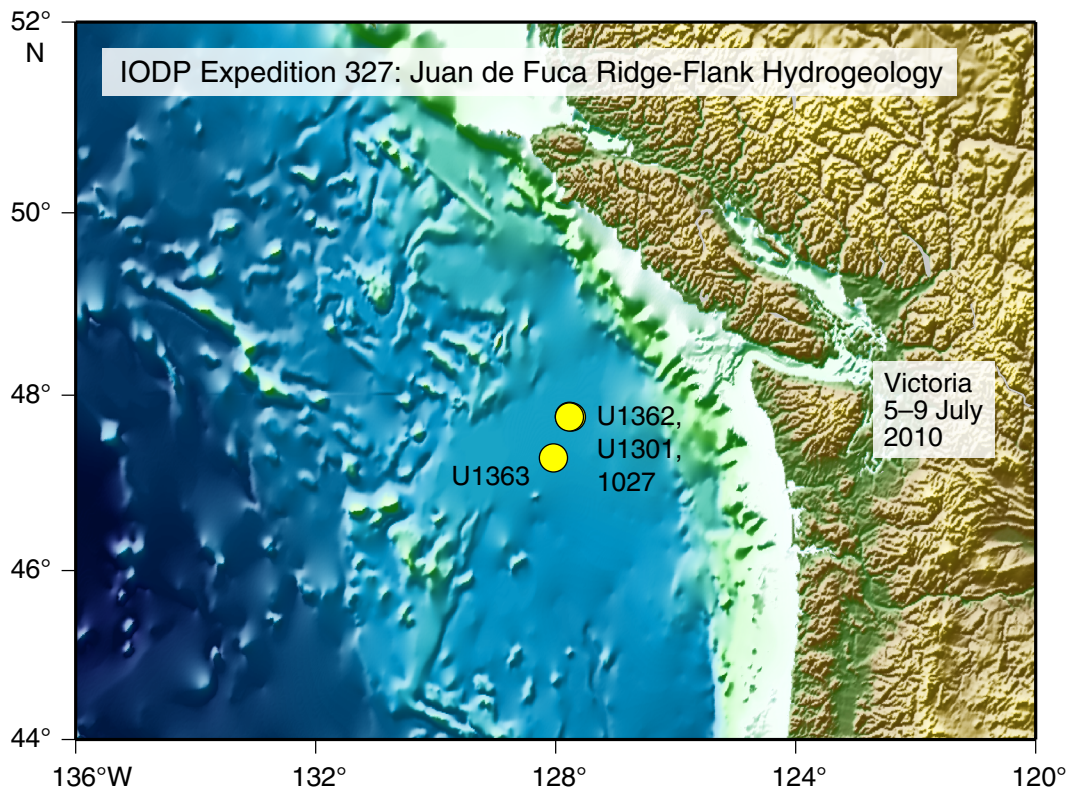 52°
N
IODP Expedition 327: Juan de Fuca Ridge-Flank Hydrogeology
50°
48°
Victoria
5–9 July
2010
U1362,
U1301,
1027
U1363
46°
44°
136°W
132°
128°
124°
120°